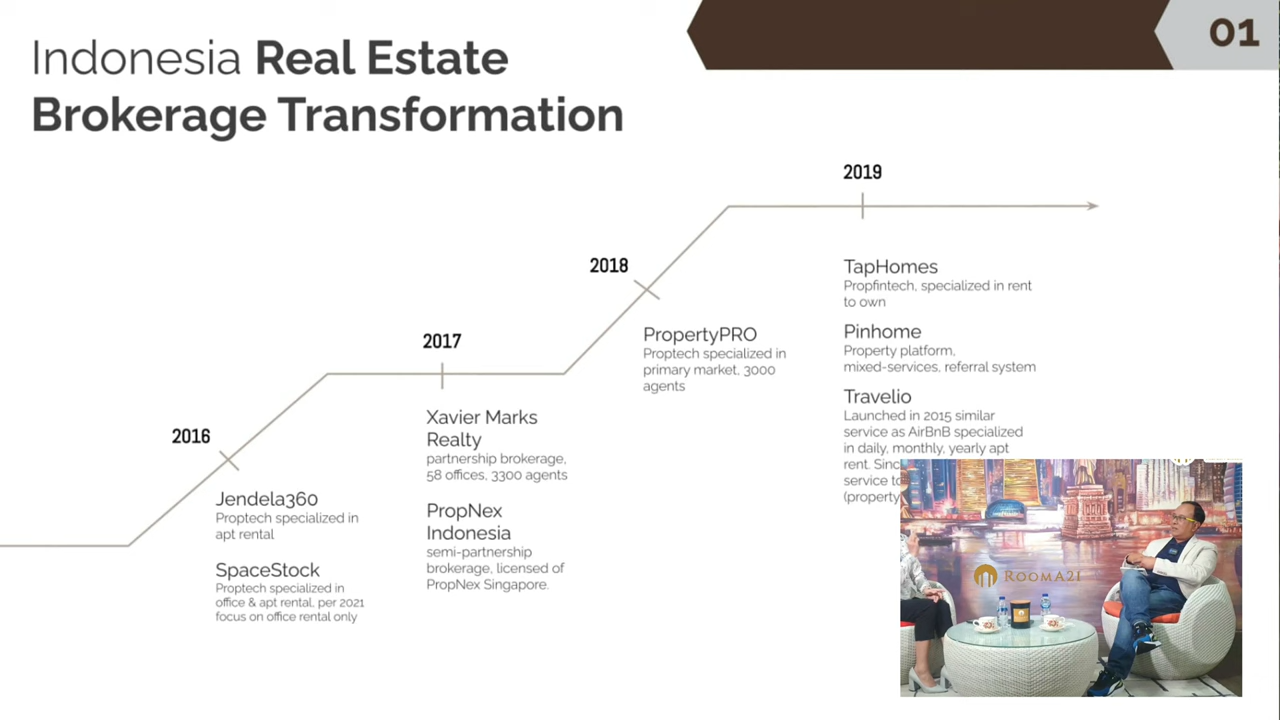 Indonesia Real Estate
Brokerage Transformation
01
2019
2018
2017
2016
TapHomes
Propfintech, specialized in rent
to own
Pinhome
Property platform,
mixed-services, referral system
Travelio
Launched in 2015 similar
service as AirBnB specialized
in daily, monthly, yearly apt
rent.
service
(property
PropertyPRO
Proptech specialized in
primary market, 3000
agents
Xavier Marks
Realty
partnership brokerage,
58 offices, 3300 agents
PropNex
Indonesia
semi-partnership
brokerage, licensed of
PropNex Singapore.
Jendela360
Proptech specialized in
apt rental
SpaceStock
Proptech specialized in
office & apt rental, per 2021
focus on office rental only
ROOMA21